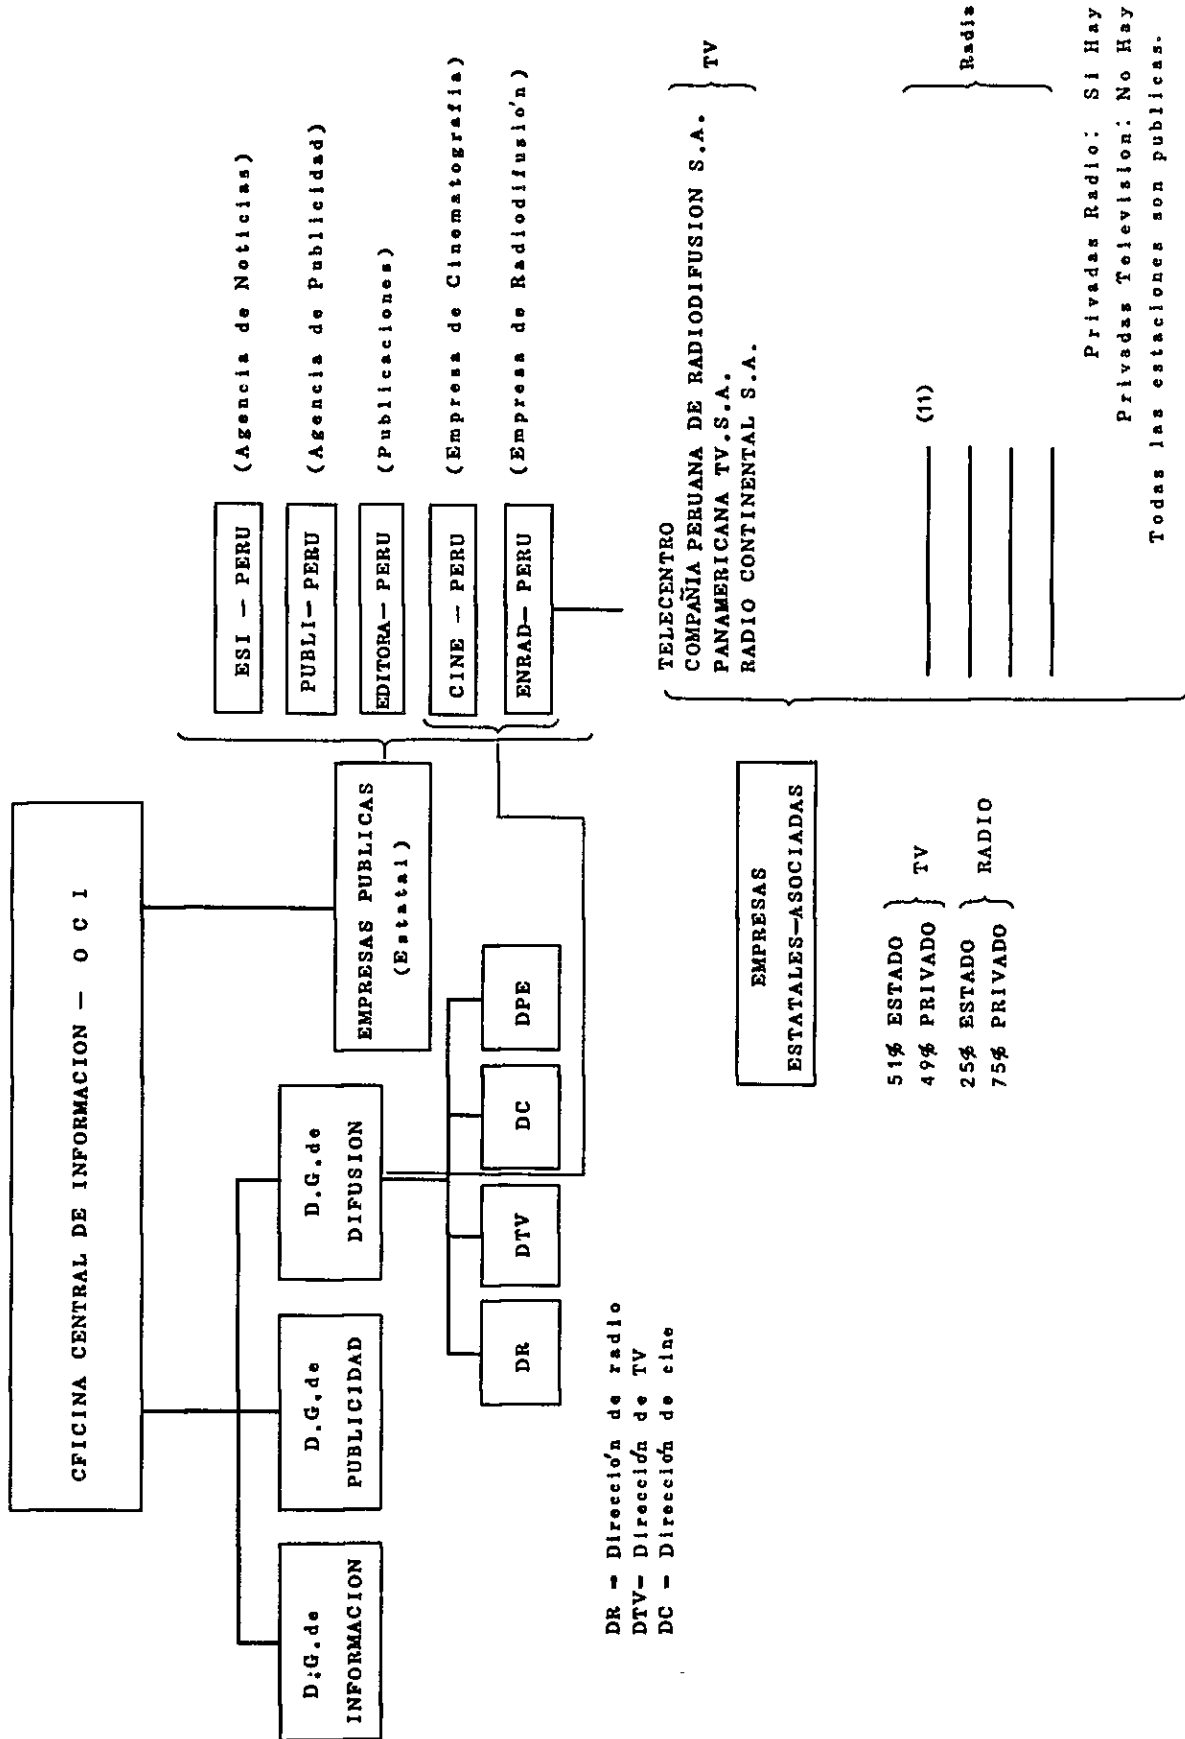 CFICINA CENTRAL DE INFORMACION — O C I
D.G.de
INFORMACION
D.G.de
PUBLICIDAD
D.G.de
DIFUSION
EMPRESAS PUBLICAS
(Estatal)
DR
DTV
DC
DPE
ESI — PERU (Agencia de Noticias)
PUBLI— PERU (Agencia de Publicidad)
EDITORA— PERU (Publicaciones)
CINE — PERU (Empresa de Cinematografía)
ENRAD— PERU (Empresa de Radiodifusión)
DR — Dirección de radio
DTV— Dirección de TV
DC — Dirección de cine
EMPRESAS
ESTATALES—ASOCIADAS
51% ESTADO
49% PRIVADO
TV
25% ESTADO
75% PRIVADO
RADIO
TELECENTRO
COMPAÑIA PERUANA DE RADIODIFUSION S.A.
PANAMERICANA TV.S.A.
RADIO CONTINENTAL S.A.
TV
(11)
Radis
Privadas Radio: Si Hay
Privadas Television: No Hay
Todas las estaciones son publicas.